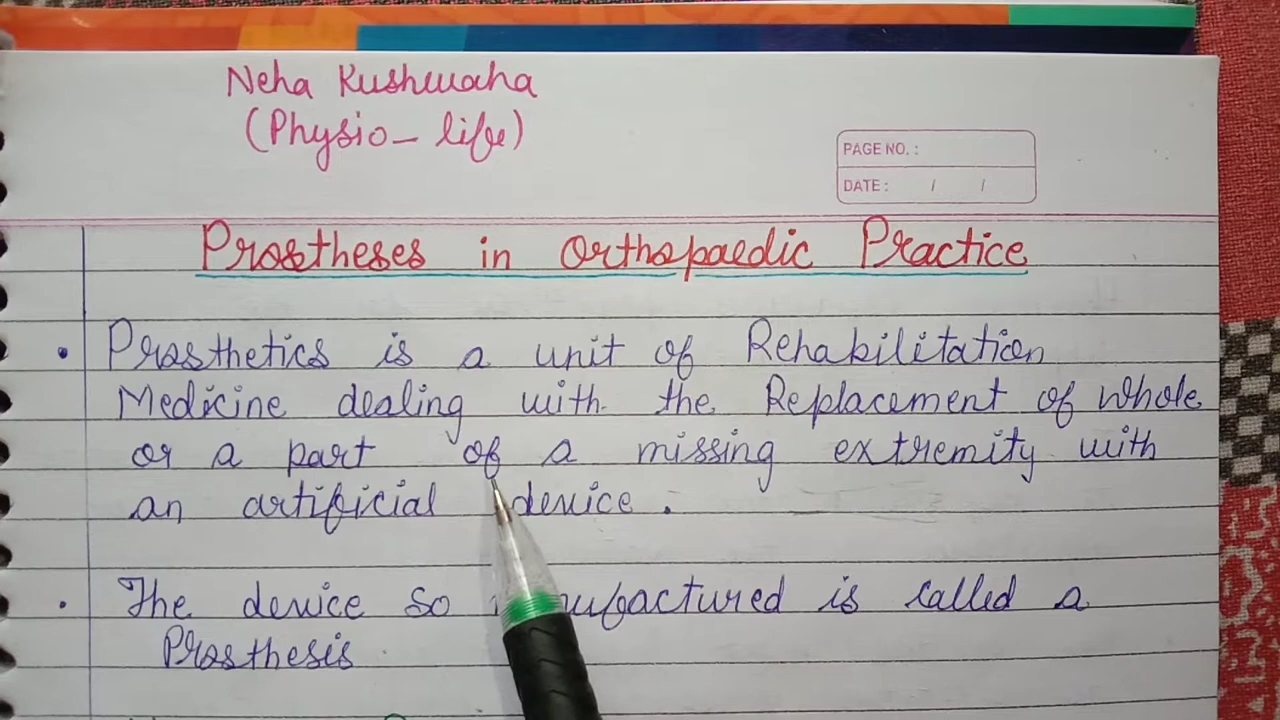 Neha Kushwaha
(Physio-life)
PAGE NO. :
DATE : / /
Prostheses in Orthopaedic Practice
• Prosthetics is a unit of Rehabilitation
Medicine dealing with the Replacement of whole
or a part of a missing extremity with
an artificial device.
• The device so manufactured is called a
Prosthesis